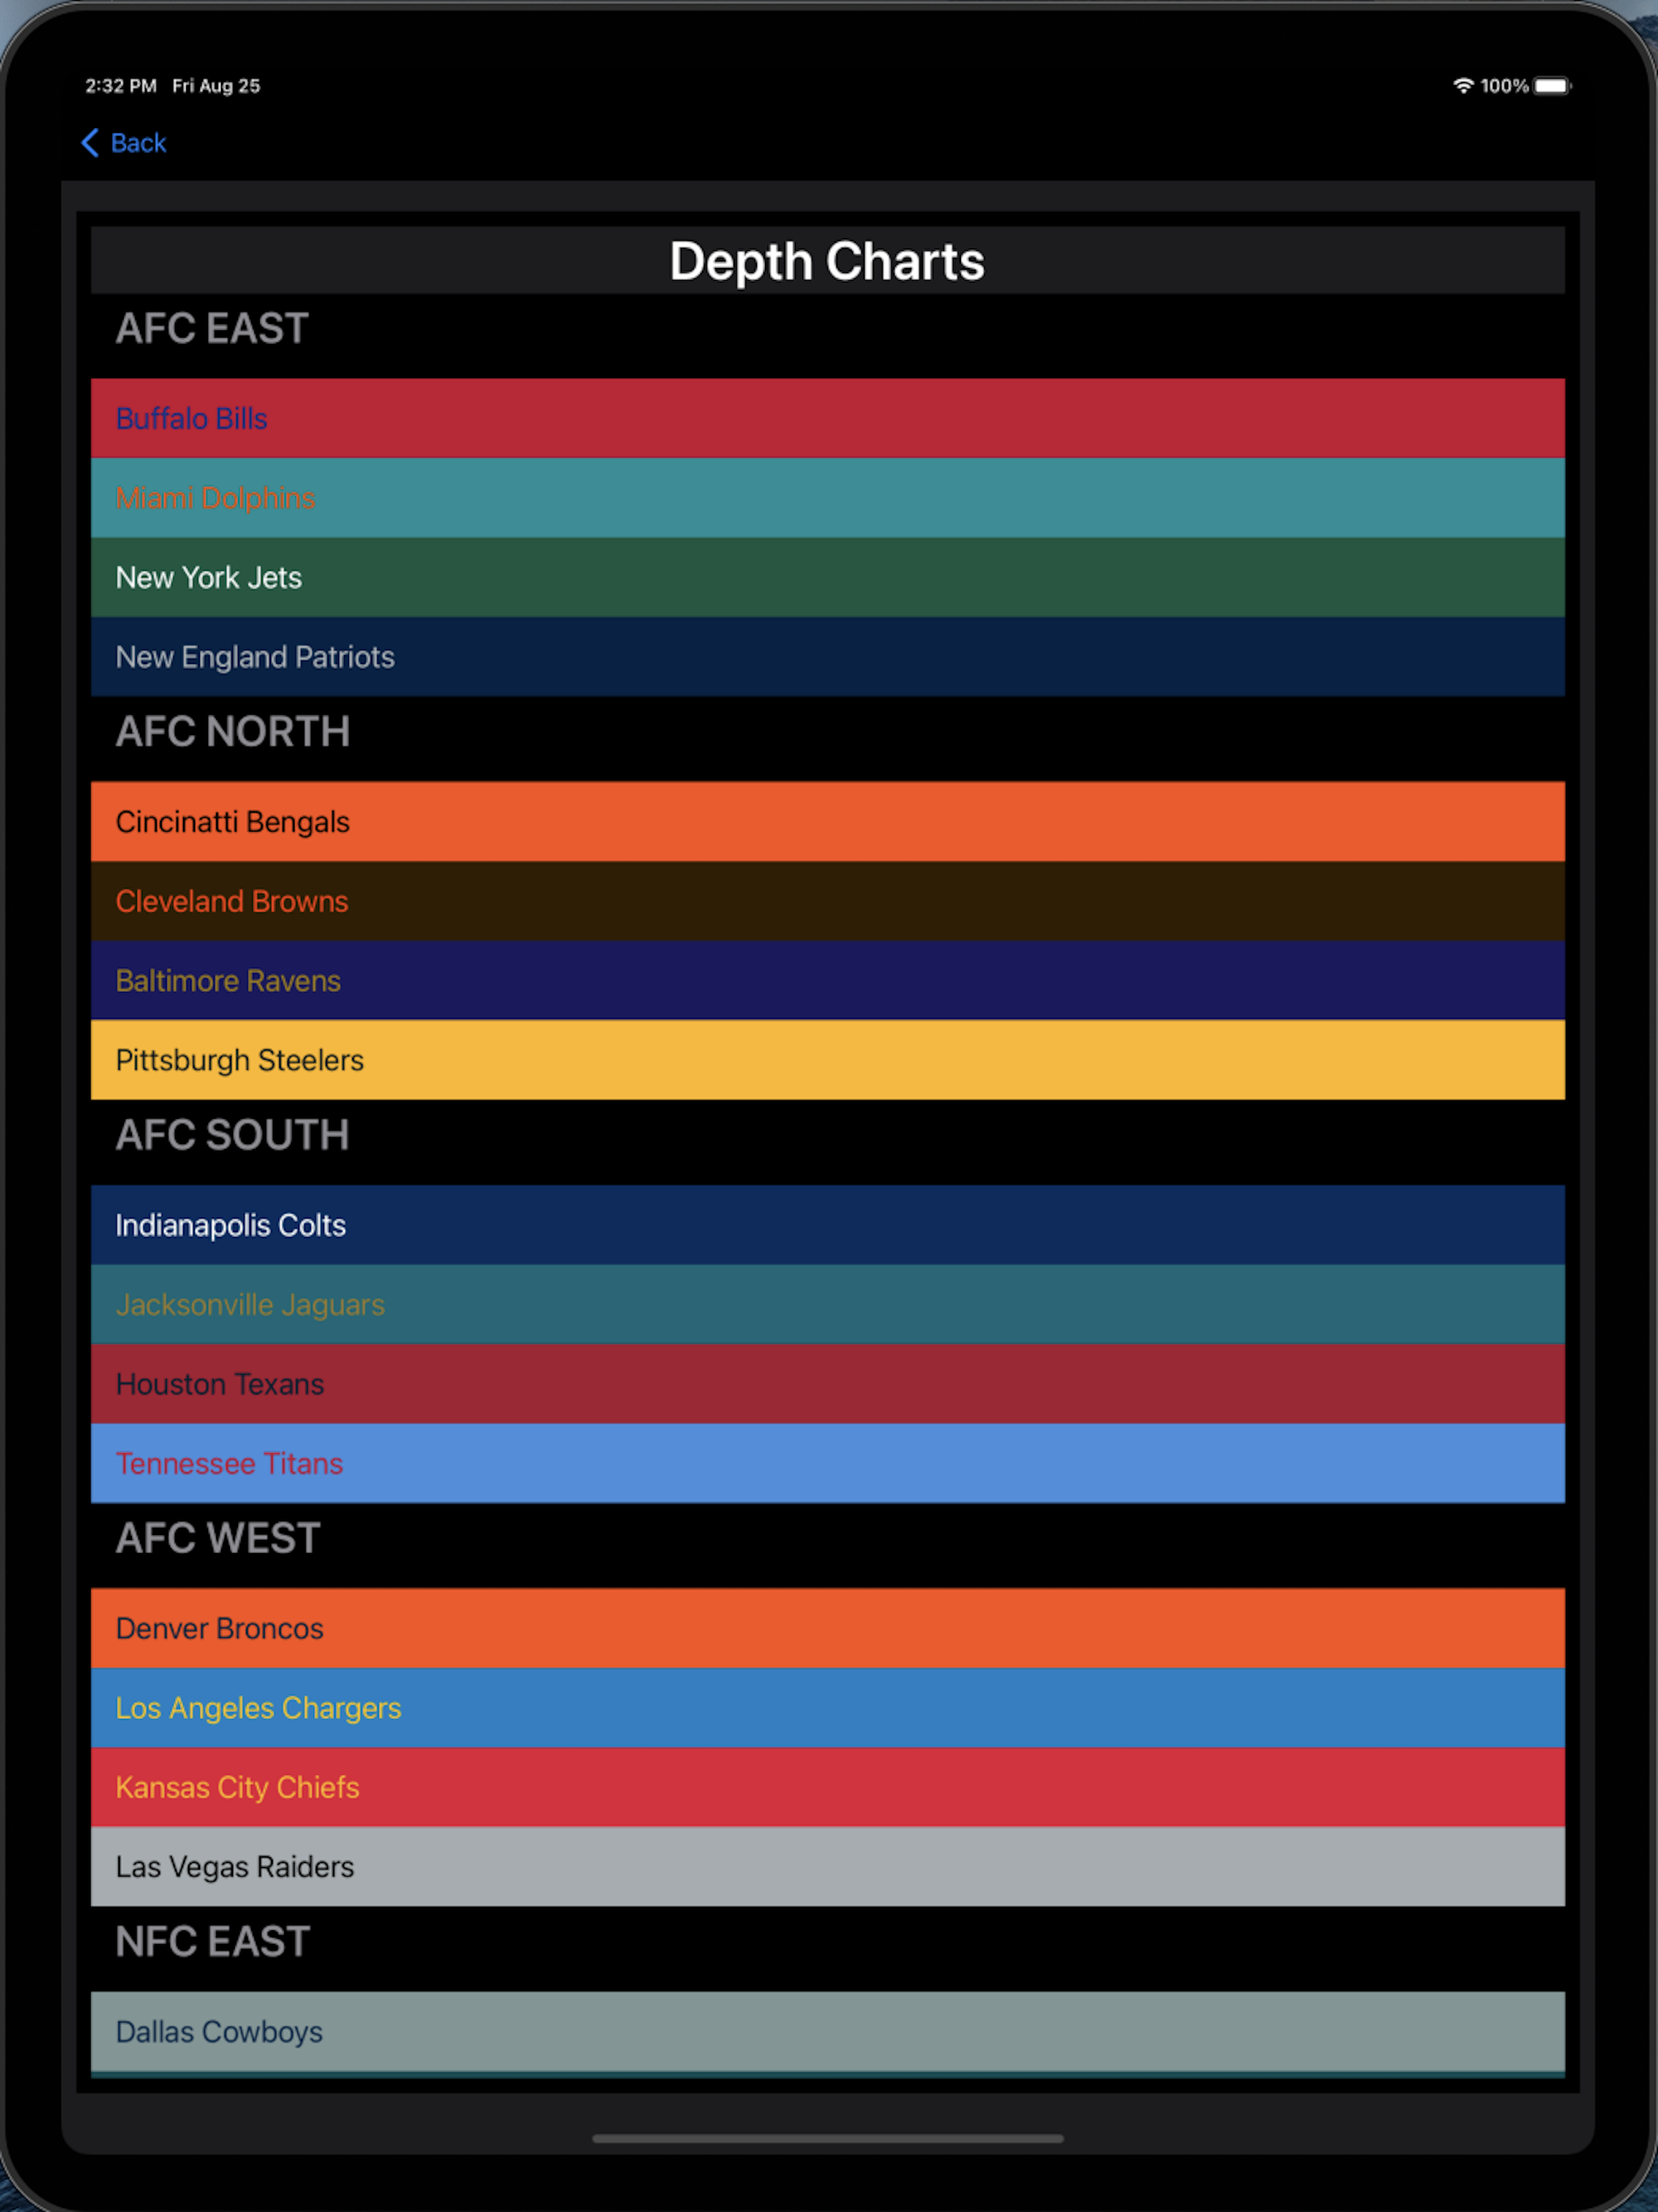 2:32 PM Fri Aug 25 100%
Back
Depth Charts
AFC EAST
Buffalo Bills
Miami Dolphins
New York Jets
New England Patriots
AFC NORTH
Cincinatti Bengals
Cleveland Browns
Baltimore Ravens
Pittsburgh Steelers
AFC SOUTH
Indianapolis Colts
Jacksonville Jaguars
Houston Texans
Tennessee Titans
AFC WEST
Denver Broncos
Los Angeles Chargers
Kansas City Chiefs
Las Vegas Raiders
NFC EAST
Dallas Cowboys